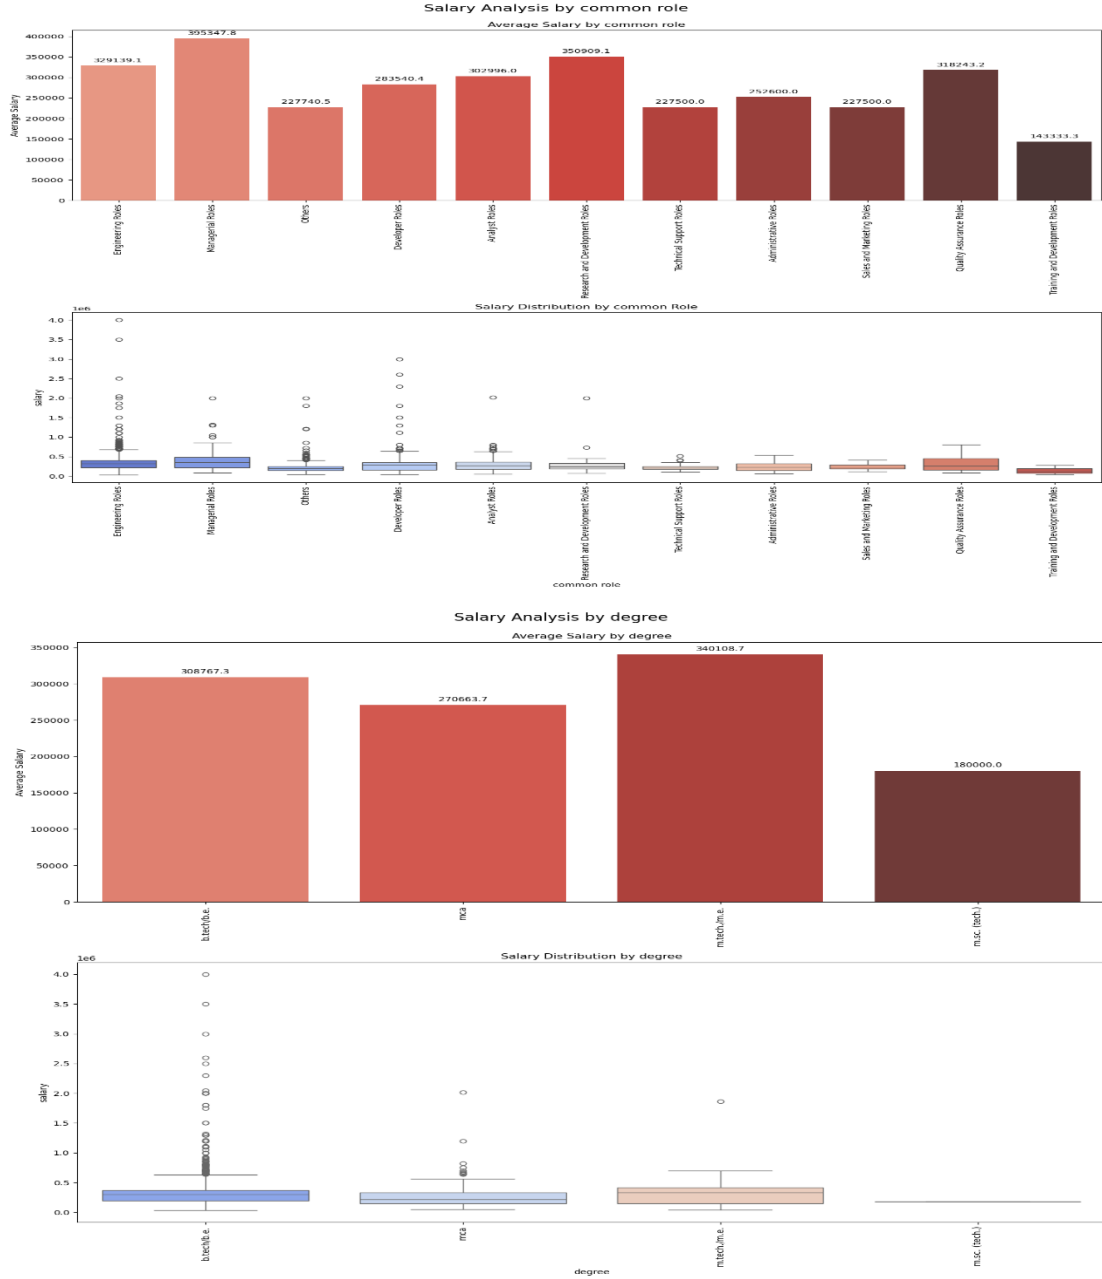 Salary Analysis by common role
Average Salary by common role
Average Salary
400000
350000
300000
250000
200000
150000
100000
50000
0
329139.1
395347.8
227740.5
283540.4
302996.0
350909.1
227500.0
252600.0
227500.0
318243.2
143333.3
Engineering Roles
Managerial Roles
Others
Developer Roles
Analyst Roles
Research and Development Roles
Technical Support Roles
Administrative Roles
Sales and Marketing Roles
Quality Assurance Roles
Training and Development Roles
Salary Distribution by common Role
1e6
salary
4.0
3.5
3.0
2.5
2.0
1.5
1.0
0.5
0.0
Engineering Roles
Managerial Roles
Others
Developer Roles
Analyst Roles
Research and Development Roles
Technical Support Roles
Administrative Roles
Sales and Marketing Roles
Quality Assurance Roles
Training and Development Roles
common role
Salary Analysis by degree
Average Salary by degree
Average Salary
350000
300000
250000
200000
150000
100000
50000
0
308767.3
270663.7
340108.7
180000.0
b.tech/b.e.
mca
m.tech./m.e.
m.sc. (tech.)
Salary Distribution by degree
1e6
salary
4.0
3.5
3.0
2.5
2.0
1.5
1.0
0.5
0.0
b.tech/b.e.
mca
m.tech./m.e.
m.sc. (tech.)
degree